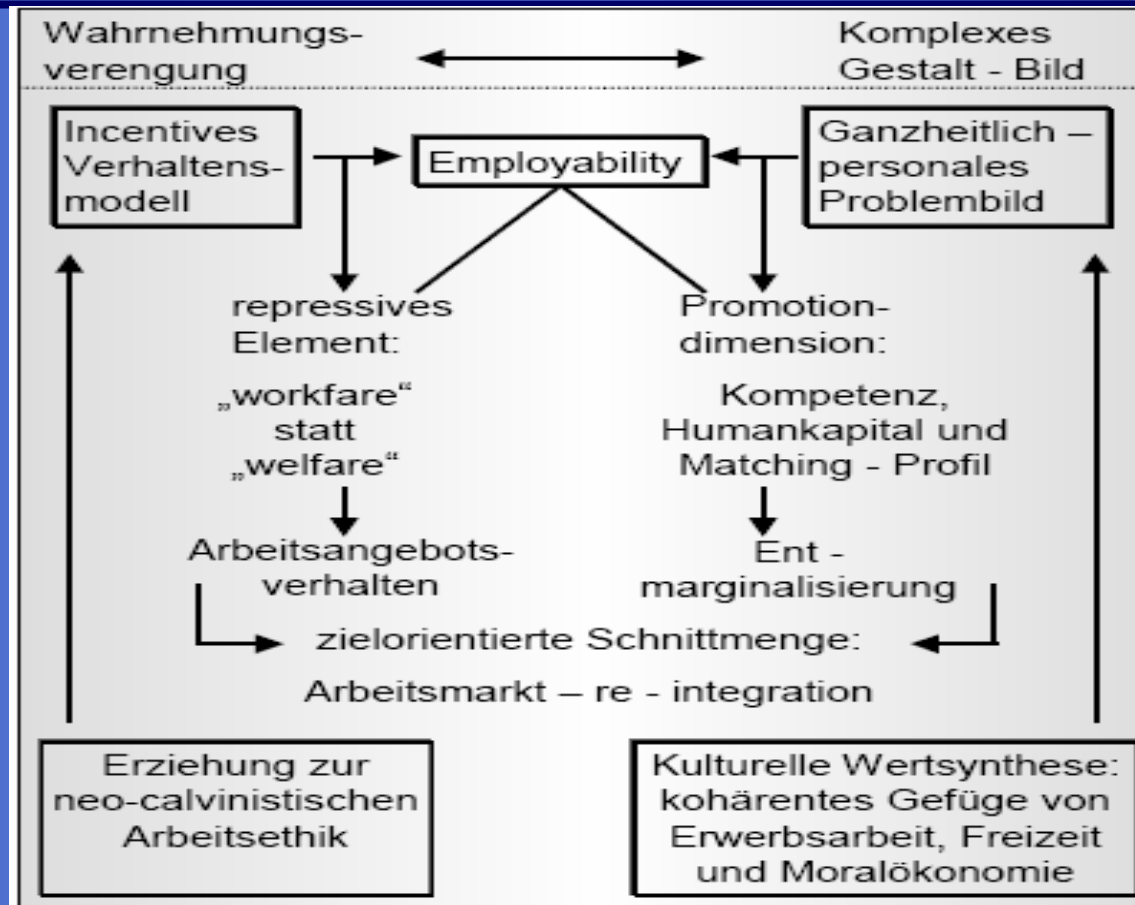 Wahrnehmungs-
verengung
Komplexes
Gestalt - Bild
Incentives
Verhaltens-
modell
Employability
Ganzheitlich –
personales
Problembild
repressives
Element:
„workfare“
statt
„welfare“
Arbeitsangebots-
verhalten
Promotion-
dimension:
Kompetenz,
Humankapital und
Matching - Profil
Ent -
marginalisierung
zielorientierte Schnittmenge:
Arbeitsmarkt – re - integration
Erziehung zur
neo-calvinistischen
Arbeitsethik
Kulturelle Wertsynthese:
kohärentes Gefüge von
Erwerbsarbeit, Freizeit
und Moralökonomie